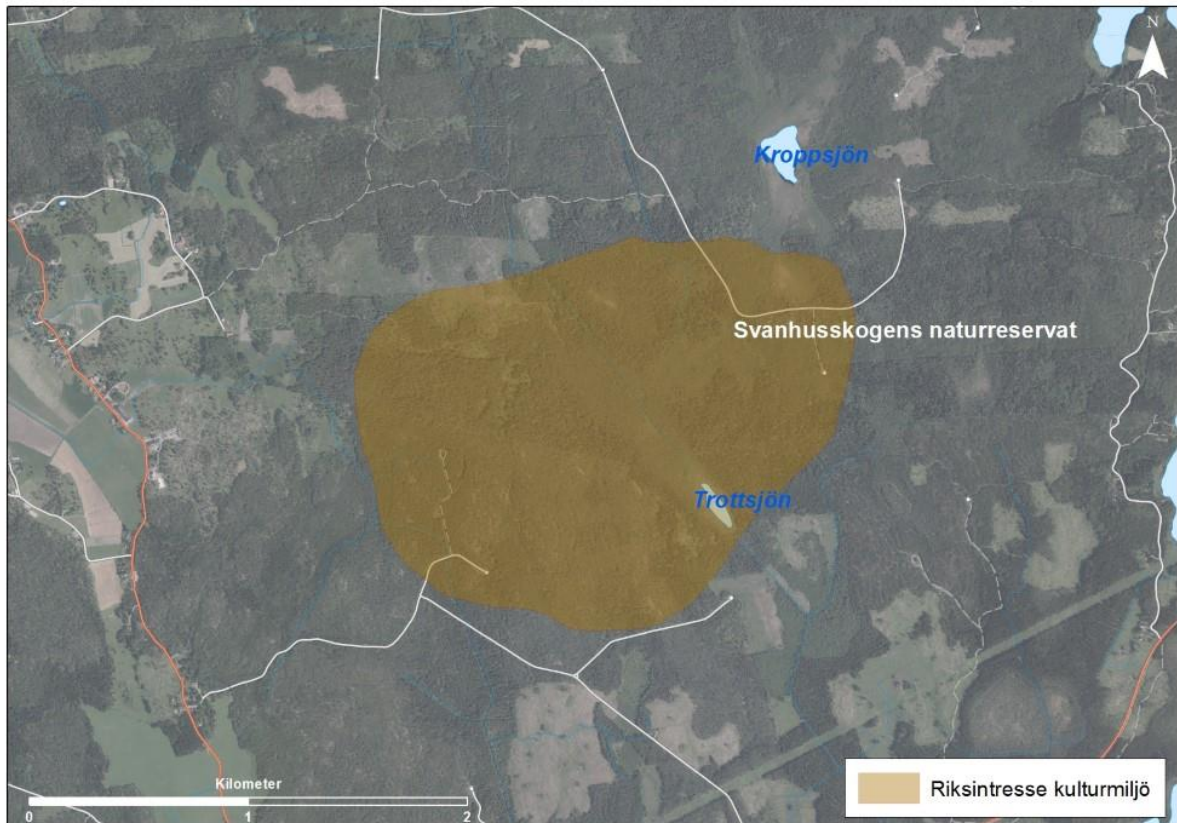 N
Kroppsjön
Svanhusskogens naturreservat
Trottsjön
Kilometer
0 1 2
Riksintresse kulturmiljö